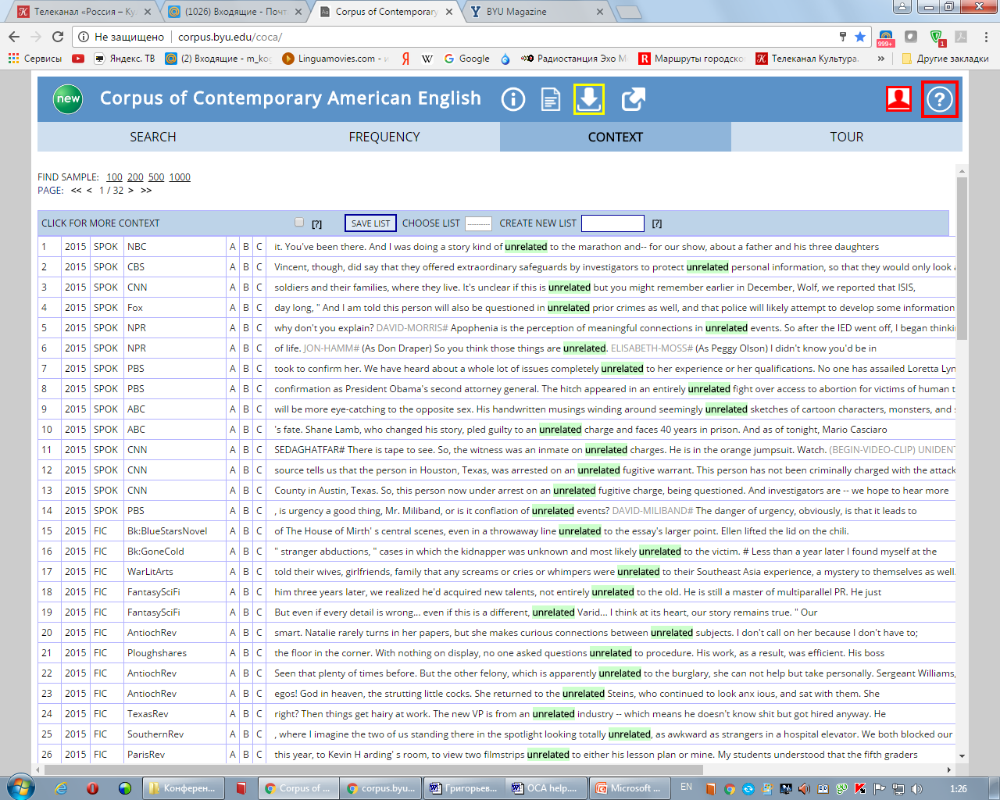 Телеканал «Россия – Ку
(1026) Входящие - Почт
Corpus of Contemporary
BYU Magazine
Не защищено
corpus.byu.edu/coca/
999+
1
Сервисы
Яндекс. ТВ
(2) Входящие - m_kog
Linguamovies.com - и
Google
Радиостанция Эхо М
Маршруты городско
Телеканал Культура.
»
Другие закладки
new
Corpus of Contemporary American English
SEARCH
FREQUENCY
CONTEXT
TOUR
FIND SAMPLE: 100 200 500 1000
PAGE: << < 1 / 32 > >>
CLICK FOR MORE CONTEXT [?] SAVE LIST CHOOSE LIST ---------- CREATE NEW LIST [?]
1 2015 SPOK NBC A B C it. You've been there. And I was doing a story kind of unrelated to the marathon and-- for our show, about a father and his three daughters
2 2015 SPOK CBS A B C Vincent, though, did say that they offered extraordinary safeguards by investigators to protect unrelated personal information, so that they would only look
3 2015 SPOK CNN A B C soldiers and their families, where they live. It's unclear if this is unrelated but you might remember earlier in December, Wolf, we reported that ISIS,
4 2015 SPOK Fox A B C day long, " And I am told this person will also be questioned in unrelated prior crimes as well, and that police will likely attempt to develop some information
5 2015 SPOK NPR A B C why don't you explain? DAVID-MORRIS# Apophenia is the perception of meaningful connections in unrelated events. So after the IED went off, I began thinki
6 2015 SPOK NPR A B C of life. JON-HAMM# (As Don Draper) So you think those things are unrelated. ELISABETH-MOSS# (As Peggy Olson) I didn't know you'd be in
7 2015 SPOK PBS A B C took to confirm her. We have heard about a whole lot of issues completely unrelated to her experience or her qualifications. No one has assailed Loretta Lyn
8 2015 SPOK PBS A B C confirmation as President Obama's second attorney general. The hitch appeared in an entirely unrelated fight over access to abortion for victims of human t
9 2015 SPOK ABC A B C will be more eye-catching to the opposite sex. His handwritten musings winding around seemingly unrelated sketches of cartoon characters, monsters, and s
10 2015 SPOK ABC A B C 's fate. Shane Lamb, who changed his story, pled guilty to an unrelated charge and faces 40 years in prison. And as of tonight, Mario Casciaro
11 2015 SPOK CNN A B C SEDAGHATFAR# There is tape to see. So, the witness was an inmate on unrelated charges. He is in the orange jumpsuit. Watch. (BEGIN-VIDEO-CLIP) UNIDENT
12 2015 SPOK CNN A B C source tells us that the person in Houston, Texas, was arrested on an unrelated fugitive warrant. This person has not been criminally charged with the attack
13 2015 SPOK CNN A B C County in Austin, Texas. So, this person now under arrest on an unrelated fugitive charge, being questioned. And investigators are -- we hope to hear more
14 2015 SPOK PBS A B C , is urgency a good thing, Mr. Miliband, or is it conflation of unrelated events? DAVID-MILIBAND# The danger of urgency, obviously, is that it leads to
15 2015 FIC Bk:BlueStarsNovel A B C of The House of Mirth' s central scenes, even in a throwaway line unrelated to the essay's larger point. Ellen lifted the lid on the chili.
16 2015 FIC Bk:GoneCold A B C " stranger abductions, " cases in which the kidnapper was unknown and most likely unrelated to the victim. # Less than a year later I found myself at the
17 2015 FIC WarLitArts A B C told their wives, girlfriends, family that any screams or cries or whimpers were unrelated to their Southeast Asia experience, a mystery to themselves as well.
18 2015 FIC FantasySciFi A B C him three years later, we realized he'd acquired new talents, not entirely unrelated to the old. He is still a master of multiparallel PR. He just
19 2015 FIC FantasySciFi A B C But even if every detail is wrong... even if this is a different, unrelated Varid... I think at its heart, our story remains true. " Our
20 2015 FIC AntiochRev A B C smart. Natalie rarely turns in her papers, but she makes curious connections between unrelated subjects. I don't call on her because I don't have to;
21 2015 FIC Ploughshares A B C the floor in the corner. With nothing on display, no one asked questions unrelated to procedure. His work, as a result, was efficient. His boss
22 2015 FIC AntiochRev A B C Seen that plenty of times before. But the other felony, which is apparently unrelated to the burglary, she can not help but take personally. Sergeant Williams,
23 2015 FIC AntiochRev A B C egos! God in heaven, the strutting little cocks. She returned to the unrelated Steins, who continued to look anx ious, and sat with them. She
24 2015 FIC TexasRev A B C right? Then things get hairy at work. The new VP is from an unrelated industry -- which means he doesn't know shit but got hired anyway. He
25 2015 FIC SouthernRev A B C , where I imagine the two of us standing there in the spotlight looking totally unrelated, as awkward as strangers in a hospital elevator. We both blocked our
26 2015 FIC ParisRev A B C this year, to Kevin H arding' s room, to view two filmstrips unrelated to either his lesson plan or mine. My students understood that the fifth graders
Конферен...
Corpus of ...
corpus.byu...
Григорьев...
OCA help....
Microsoft ...
EN
1:26